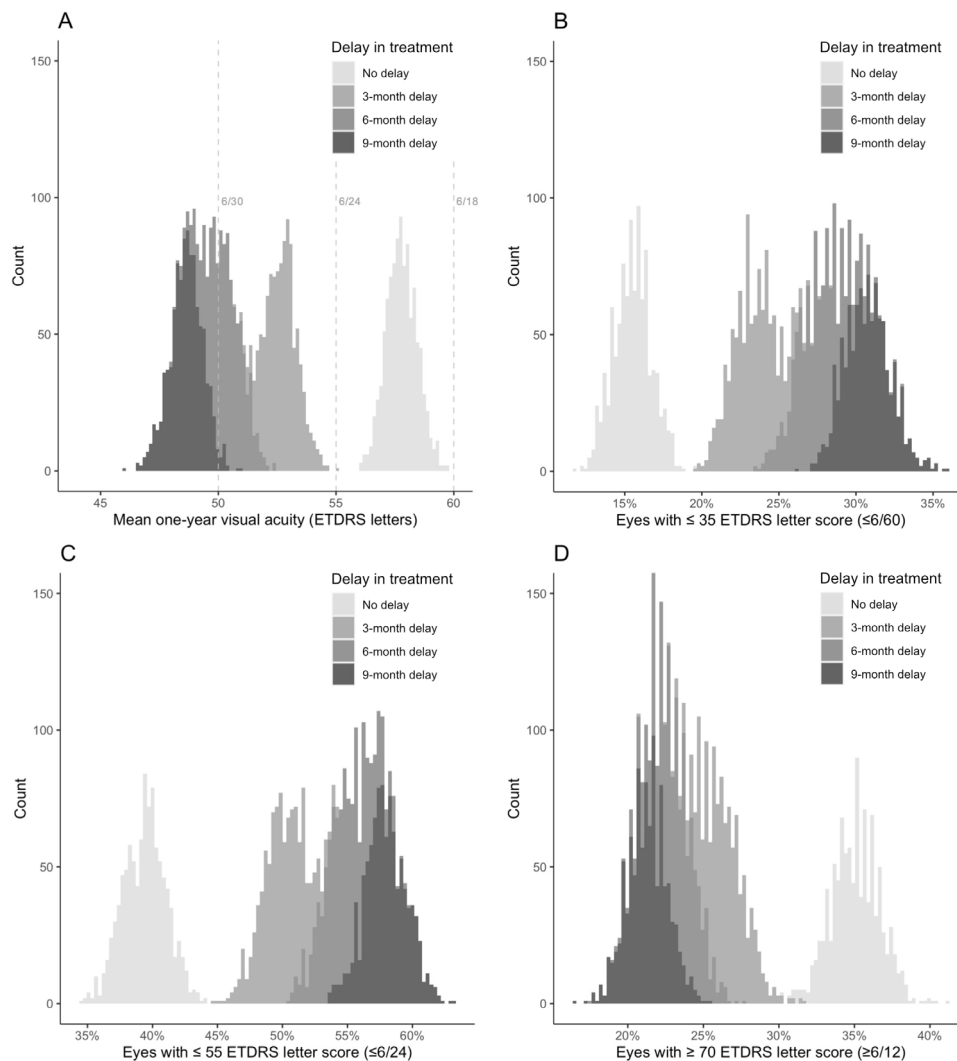 A
Delay in treatment
No delay
3-month delay
6-month delay
9-month delay
150
100
50
0
Count
6/30
6/24
6/18
45
50
55
60
Mean one-year visual acuity (ETDRS letters)
B
Delay in treatment
No delay
3-month delay
6-month delay
9-month delay
150
100
50
0
Count
15%
20%
25%
30%
35%
Eyes with ≤ 35 ETDRS letter score (≤6/60)
C
Delay in treatment
No delay
3-month delay
6-month delay
9-month delay
150
100
50
0
Count
35%
40%
50%
55%
60%
Eyes with ≤ 55 ETDRS letter score (≤6/24)
D
Delay in treatment
No delay
3-month delay
6-month delay
9-month delay
150
100
50
0
Count
20%
25%
30%
35%
40%
Eyes with ≥ 70 ETDRS letter score (≥6/12)